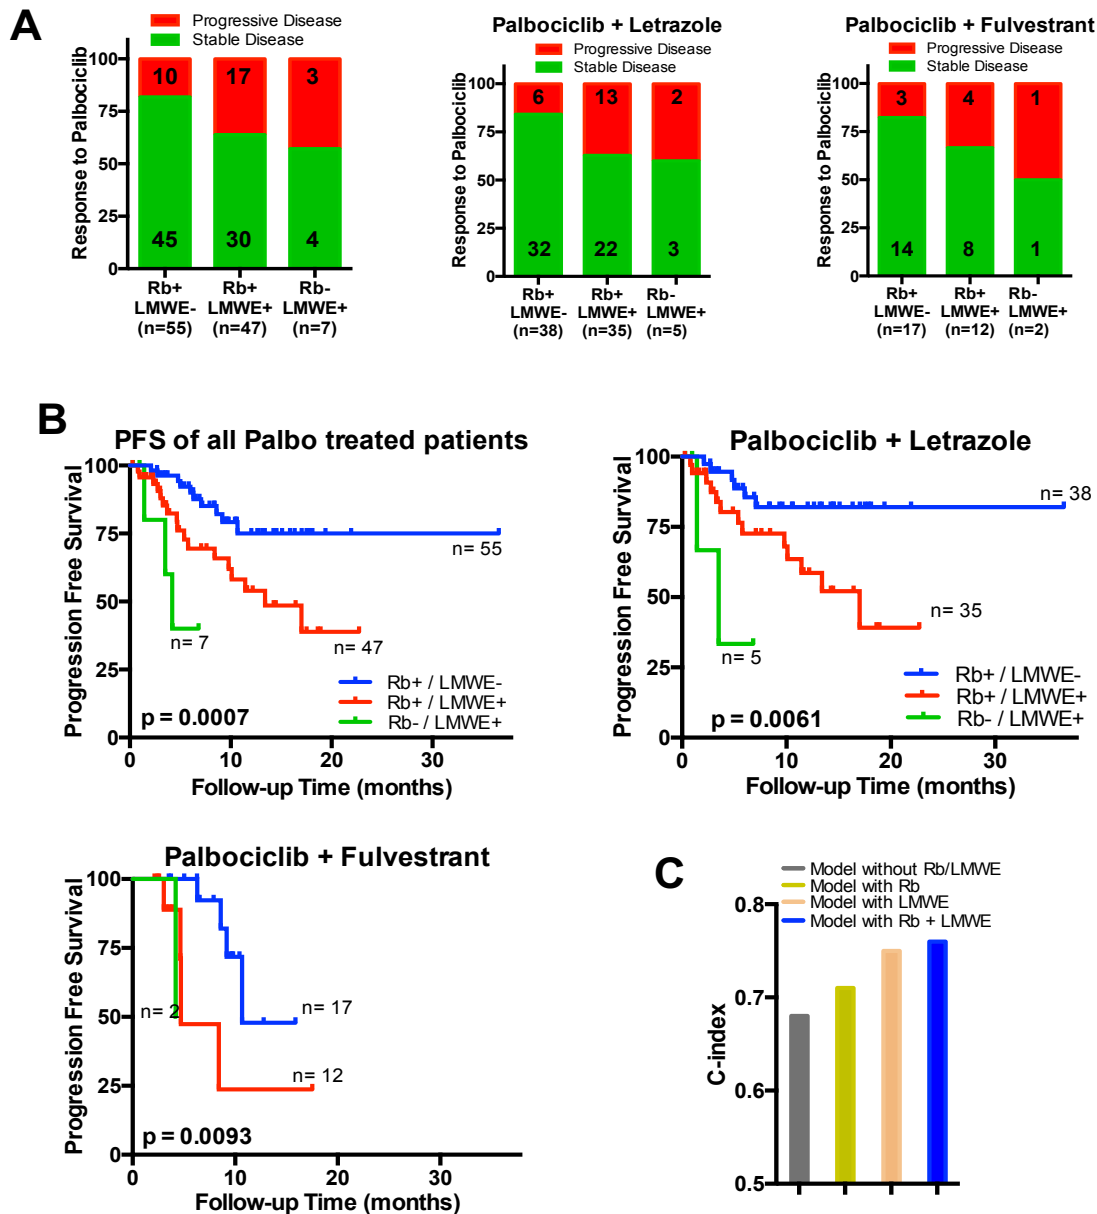 A
Progressive Disease
Stable Disease
Response to Palbociclib
100
75
50
25
0
10
17
3
45
30
4
Rb+ Rb+ Rb-
LMWE- LMWE+ LMWE+
(n=55) (n=47) (n=7)
Palbociclib + Letrazole
Progressive Disease
Stable Disease
Response to Palbociclib
100
75
50
25
0
6
13
2
32
22
3
Rb+ Rb+ Rb-
LMWE- LMWE+ LMWE+
(n=38) (n=35) (n=5)
Palbociclib + Fulvestrant
Progressive Disease
Stable Disease
Response to Palbociclib
100
75
50
25
0
3
4
1
14
8
1
Rb+ Rb+ Rb-
LMWE- LMWE+ LMWE+
(n=17) (n=12) (n=2)
B
PFS of all Palbo treated patients
Progression Free Survival
100
75
50
25
0
n= 55
n= 7
n= 47
Rb+ / LMWE-
Rb+ / LMWE+
Rb- / LMWE+
p = 0.0007
0 10 20 30
Follow-up Time (months)
Palbociclib + Letrazole
Progression Free Survival
100
75
50
25
0
n= 38
n= 35
n= 5
Rb+ / LMWE-
Rb+ / LMWE+
Rb- / LMWE+
p = 0.0061
0 10 20 30
Follow-up Time (months)
Palbociclib + Fulvestrant
Progression Free Survival
100
75
50
25
0
n= 2
n= 17
n= 12
p = 0.0093
0 10 20 30
Follow-up Time (months)
C
Model without Rb/LMWE
Model with Rb
Model with LMWE
Model with Rb + LMWE
C-index
0.8
0.7
0.6
0.5